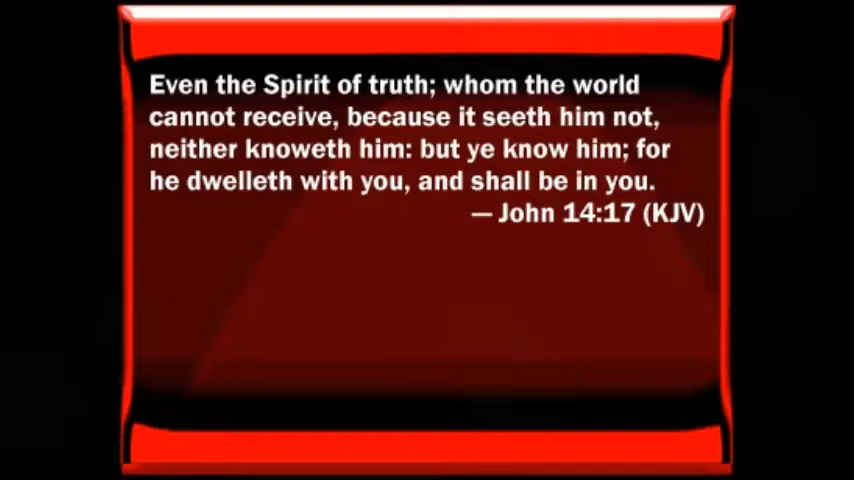 Even the Spirit of truth; whom the world
cannot receive, because it seeth him not,
neither knoweth him: but ye know him; for
he dwelleth with you, and shall be in you.
— John 14:17 (KJV)